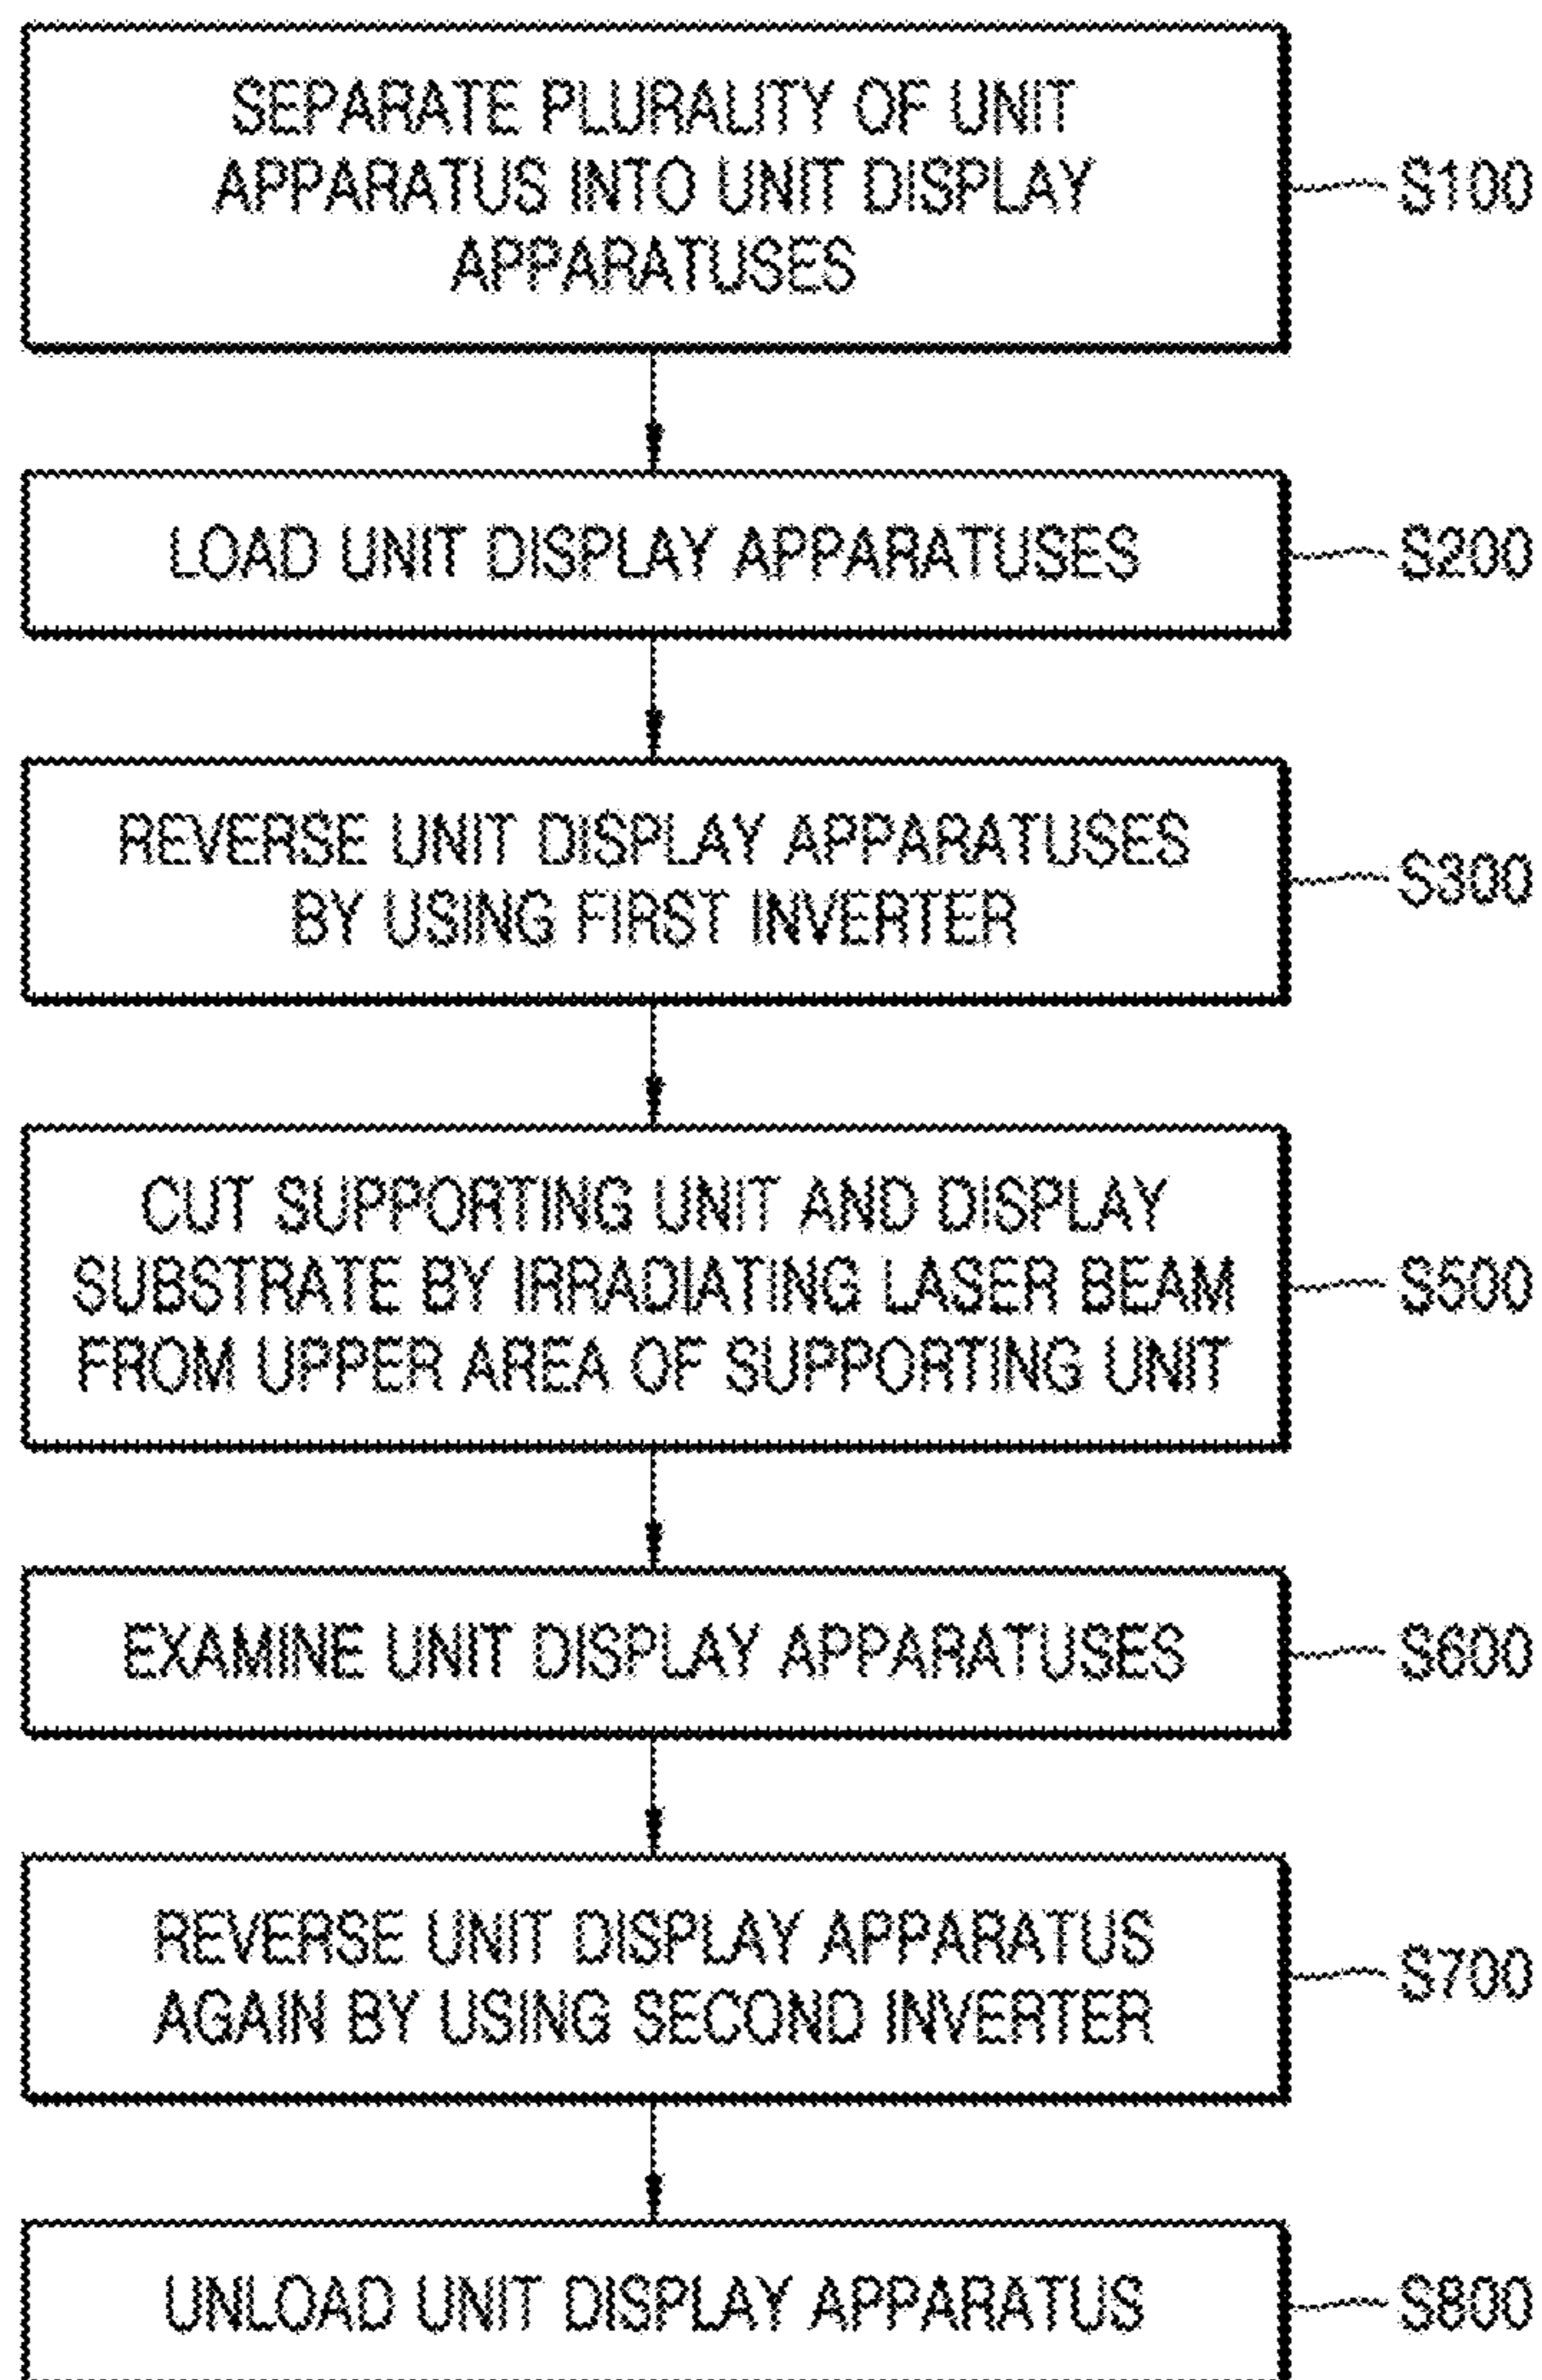 SEPARATE PLURALITY OF UNIT
APPARATUS INTO UNIT DISPLAY
APPARATUSES
S100
LOAD UNIT DISPLAY APPARATUSES
S200
REVERSE UNIT DISPLAY APPARATUSES
BY USING FIRST INVERTER
S300
CUT SUPPORTING UNIT AND DISPLAY
SUBSTRATE BY IRRADIATING LASER BEAM
FROM UPPER AREA OF SUPPORTING UNIT
S500
EXAMINE UNIT DISPLAY APPARATUSES
S600
REVERSE UNIT DISPLAY APPARATUS
AGAIN BY USING SECOND INVERTER
S700
UNLOAD UNIT DISPLAY APPARATUS
S800